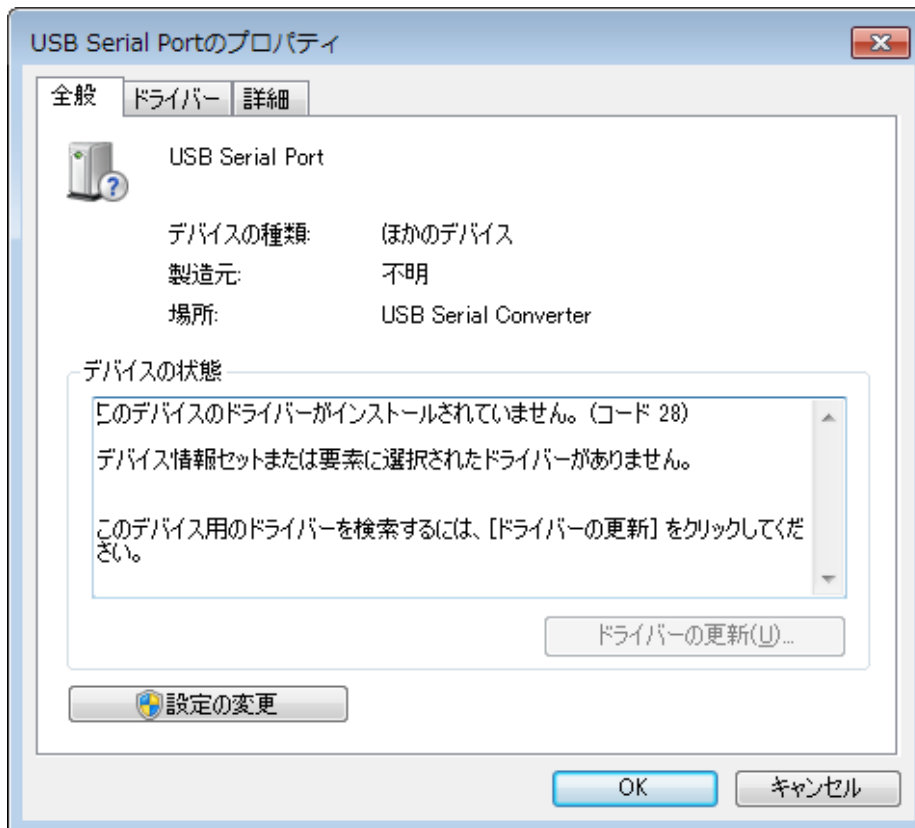 USB Serial Portのプロパティ
全般 ドライバー 詳細
USB Serial Port
デバイスの種類: ほかのデバイス
製造元: 不明
場所: USB Serial Converter
デバイスの状態
このデバイスのドライバーがインストールされていません。(コード 28)
デバイス情報セットまたは要素に選択されたドライバーがありません。
このデバイス用のドライバーを検索するには、[ドライバーの更新] をクリックしてくだ
さい。
ドライバーの更新(U)...
設定の変更
OK キャンセル